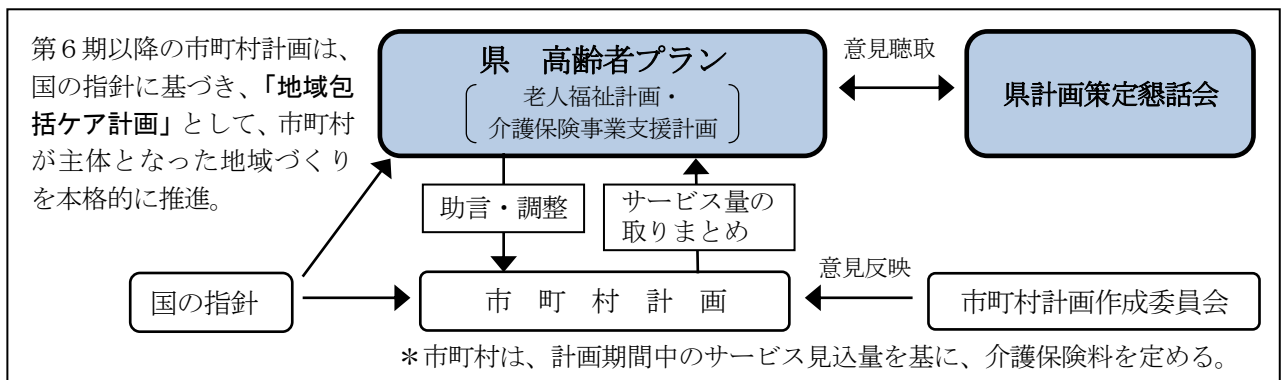 第６期以降の市町村計画は、
国の指針に基づき、「地域包
括ケア計画」として、市町村
が主体となった地域づくり
を本格的に推進。
県　高齢者プラン
老人福祉計画・
介護保険事業支援計画
意見聴取
県計画策定懇話会
助言・調整
サービス量の
取りまとめ
国の指針
市　町　村　計　画
意見反映
市町村計画作成委員会
＊市町村は、計画期間中のサービス見込量を基に、介護保険料を定める。